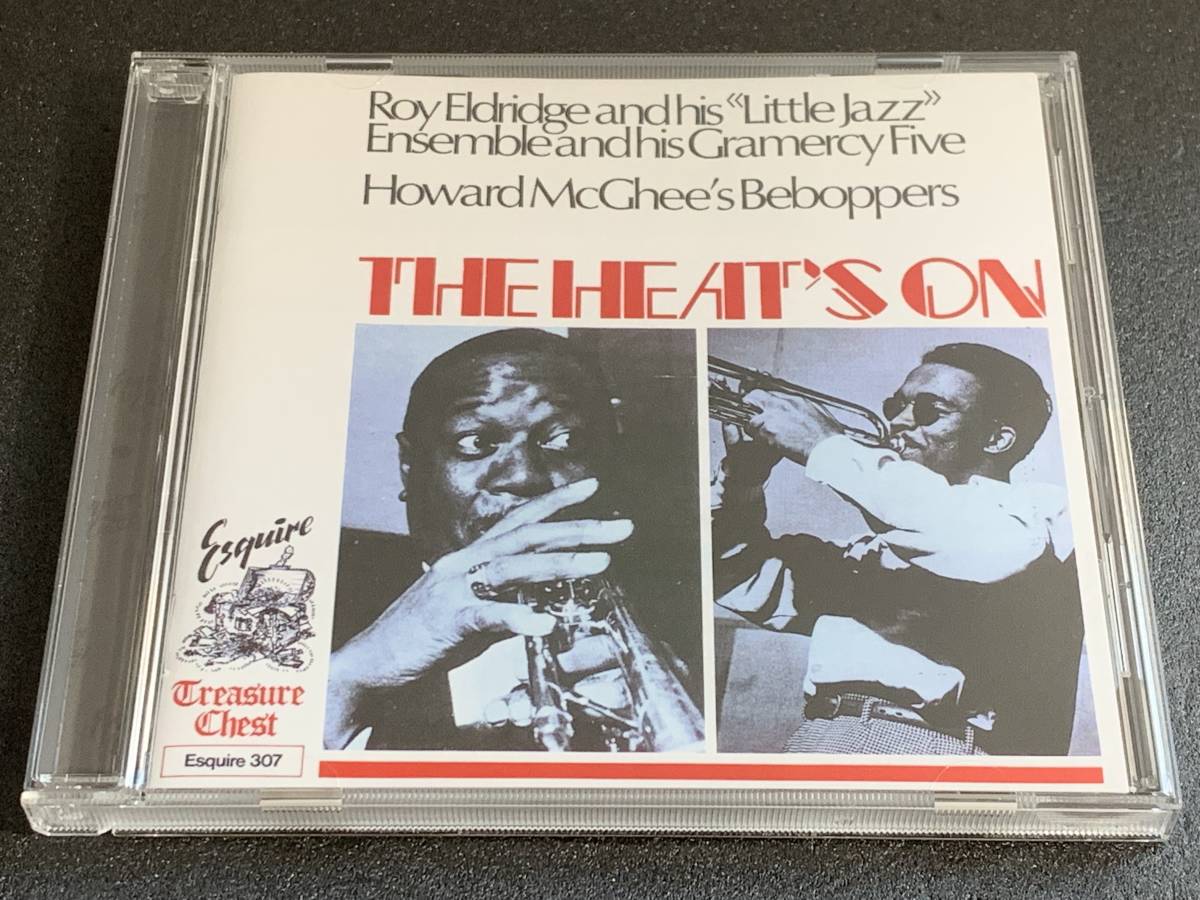 Roy Eldridge and his «Little Jazz»
Ensemble and his Gramercy Five
Howard McGhee's Beboppers
THE HEAT'S ON
Esquire
Treasure
Chest
Esquire 307